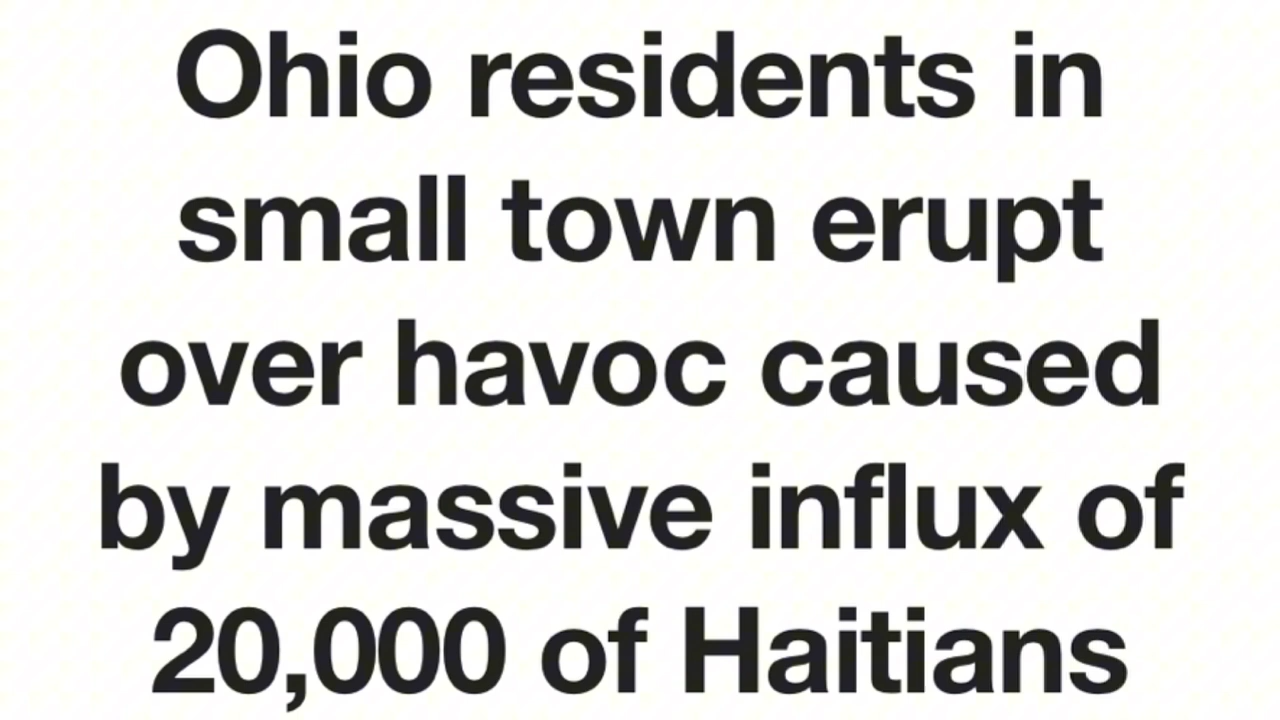 Ohio residents in
small town erupt
over havoc caused
by massive influx of
20,000 of Haitians